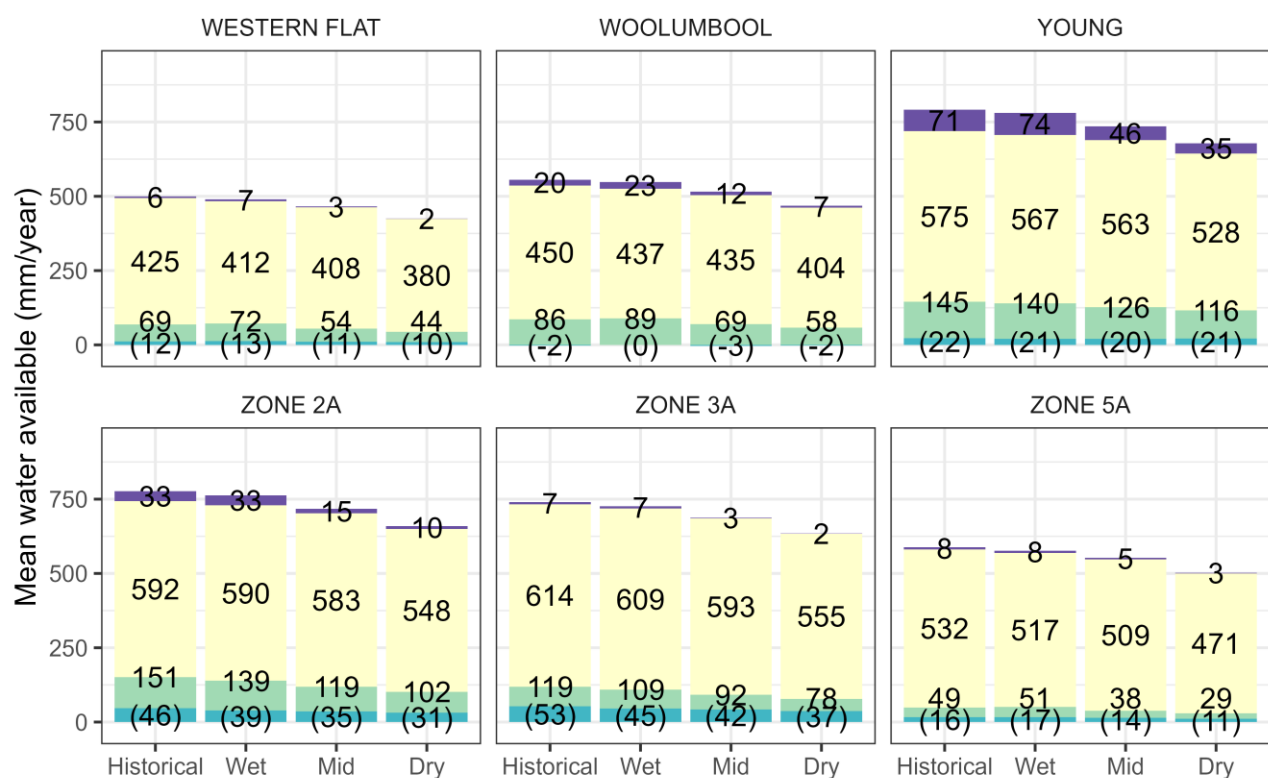 WESTERN FLAT WOOLUMBOOL YOUNG
Mean water available (mm/year)
750
500
250
0
6 7 3 2
425 412 408 380
69 72 54 44
(12) (13) (11) (10)
20 23 12 7
450 437 435 404
86 89 69 58
(-2) (0) (-3) (-2)
71 74 46 35
575 567 563 528
145 140 126 116
(22) (21) (20) (21)
ZONE 2A ZONE 3A ZONE 5A
750
500
250
0
33 33 15 10
592 590 583 548
151 139 119 102
(46) (39) (35) (31)
7 7 3 2
614 609 593 555
119 109 92 78
(53) (45) (42) (37)
8 8 5 3
532 517 509 471
49 51 38 29
(16) (17) (14) (11)
Historical Wet Mid Dry Historical Wet Mid Dry Historical Wet Mid Dry